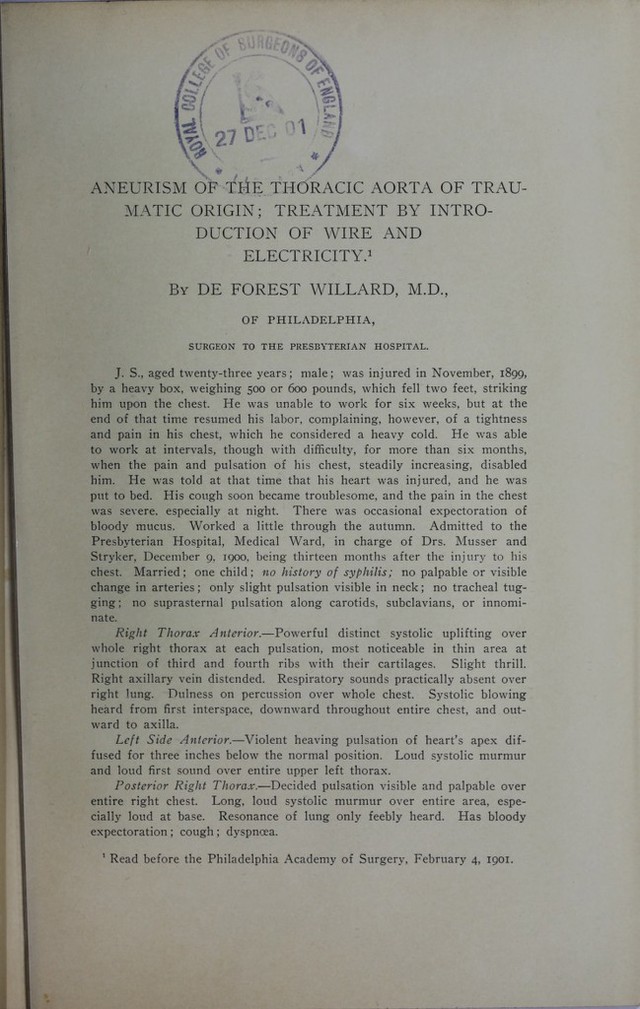 ROYAL COLLEGE OF SURGEONS OF ENGLAND
27 DEC 01
ANEURISM OF THE THORACIC AORTA OF TRAU-
MATIC ORIGIN; TREATMENT BY INTRO-
DUCTION OF WIRE AND
ELECTRICITY.¹
By DE FOREST WILLARD, M.D.,
OF PHILADELPHIA,
SURGEON TO THE PRESBYTERIAN HOSPITAL.
J. S., aged twenty-three years; male; was injured in November, 1899,
by a heavy box, weighing 500 or 600 pounds, which fell two feet, striking
him upon the chest. He was unable to work for six weeks, but at the
end of that time resumed his labor, complaining, however, of a tightness
and pain in his chest, which he considered a heavy cold. He was able
to work at intervals, though with difficulty, for more than six months,
when the pain and pulsation of his chest, steadily increasing, disabled
him. He was told at that time that his heart was injured, and he was
put to bed. His cough soon became troublesome, and the pain in the chest
was severe. especially at night. There was occasional expectoration of
bloody mucus. Worked a little through the autumn. Admitted to the
Presbyterian Hospital, Medical Ward, in charge of Drs. Musser and
Stryker, December 9, 1900, being thirteen months after the injury to his
chest. Married; one child; no history of syphilis; no palpable or visible
change in arteries; only slight pulsation visible in neck; no tracheal tug-
ging; no suprasternal pulsation along carotids, subclavians, or innomi-
nate.
Right Thorax Anterior.—Powerful distinct systolic uplifting over
whole right thorax at each pulsation, most noticeable in thin area at
junction of third and fourth ribs with their cartilages. Slight thrill.
Right axillary vein distended. Respiratory sounds practically absent over
right lung. Dulness on percussion over whole chest. Systolic blowing
heard from first interspace, downward throughout entire chest, and out-
ward to axilla.
Left Side Anterior.—Violent heaving pulsation of heart's apex dif-
fused for three inches below the normal position. Loud systolic murmur
and loud first sound over entire upper left thorax.
Posterior Right Thorax.—Decided pulsation visible and palpable over
entire right chest. Long, loud systolic murmur over entire area, espe-
cially loud at base. Resonance of lung only feebly heard. Has bloody
expectoration; cough; dyspnœa.
¹ Read before the Philadelphia Academy of Surgery, February 4, 1901.